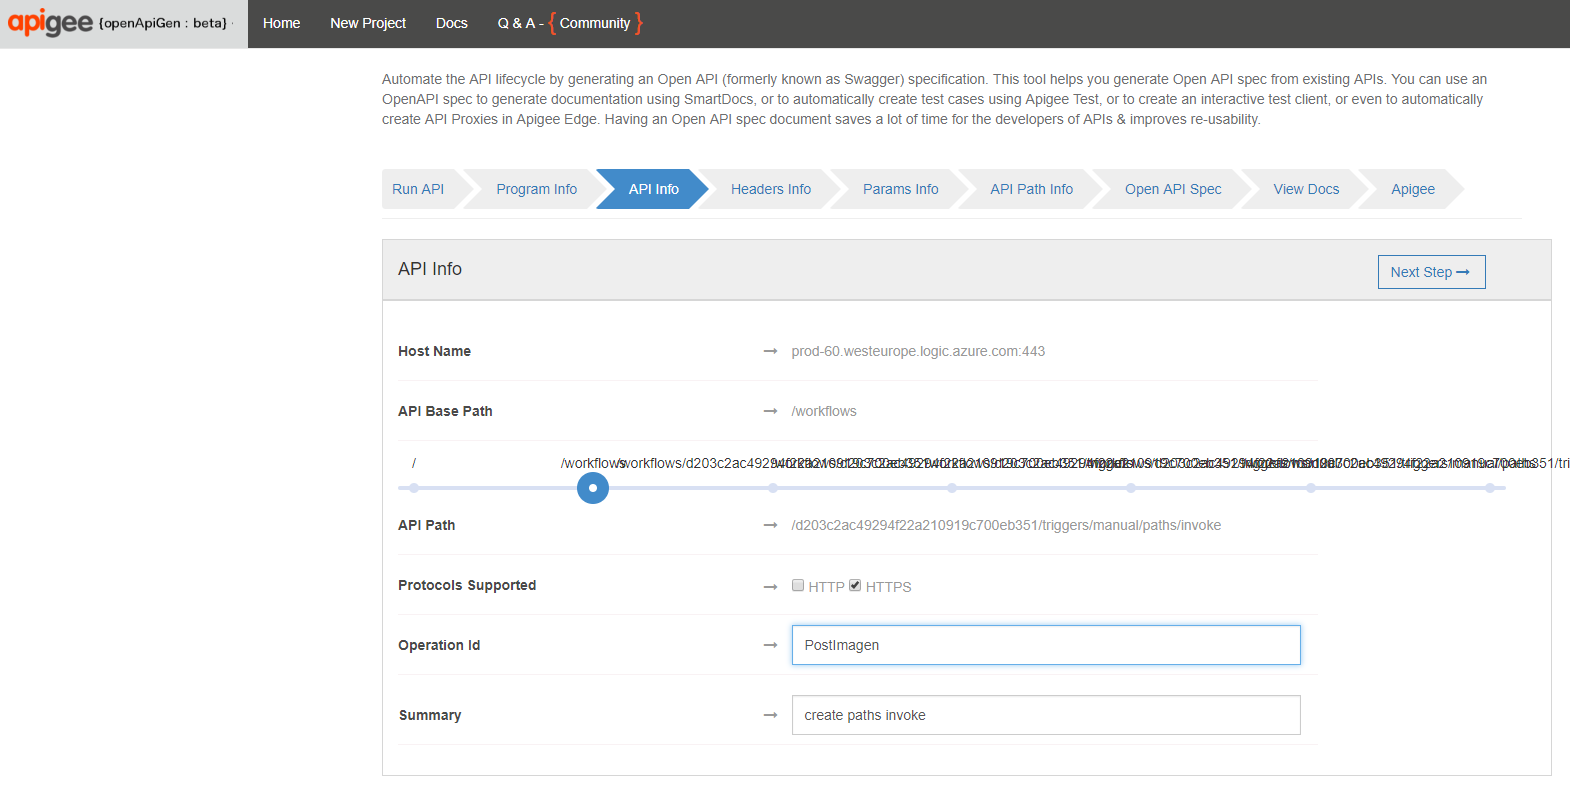 apigee {openApiGen : beta}
Home New Project Docs Q & A - { Community }
Automate the API lifecycle by generating an Open API (formerly known as Swagger) specification. This tool helps you generate Open API spec from existing APIs. You can use an
OpenAPI spec to generate documentation using SmartDocs, or to automatically create test cases using Apigee Test, or to create an interactive test client, or even to automatically
create API Proxies in Apigee Edge. Having an Open API spec document saves a lot of time for the developers of APIs & improves re-usability.
Run API Program Info API Info Headers Info Params Info API Path Info Open API Spec View Docs Apigee
API Info
Next Step →
Host Name → prod-60.westeurope.logic.azure.com:443
API Base Path → /workflows
/ /workflows
API Path → /d203c2ac49294f22a210919c700eb351/triggers/manual/paths/invoke
Protocols Supported → HTTP HTTPS
Operation Id → PostImagen
Summary → create paths invoke